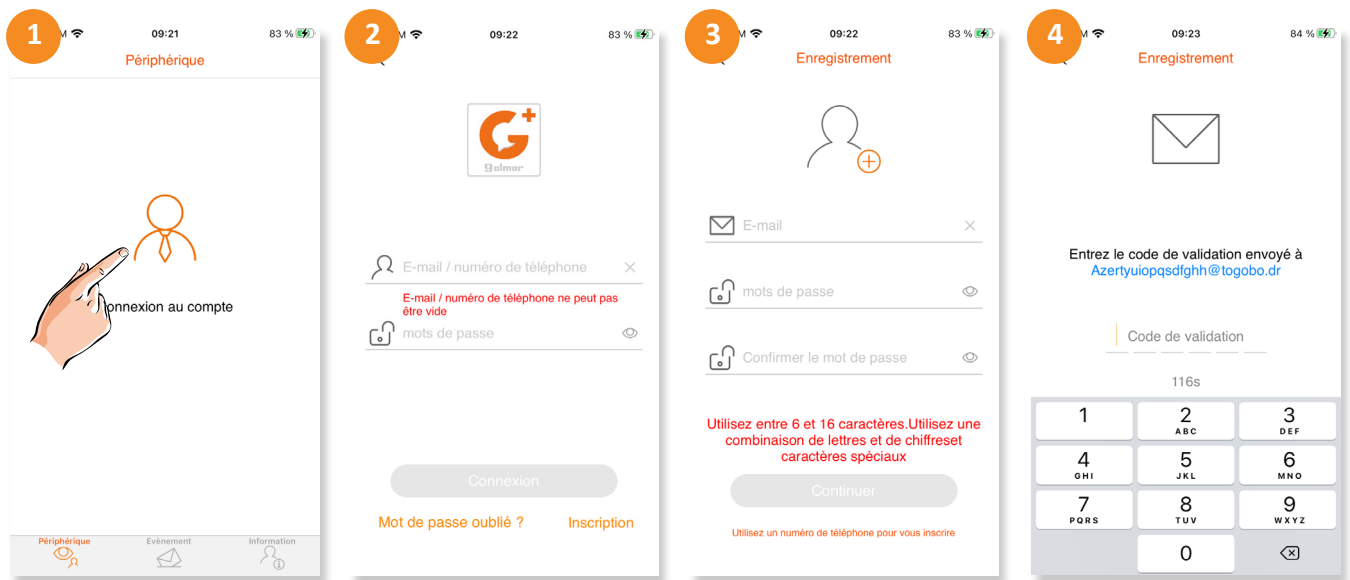 1
M
09:21
83 %
Périphérique
onnexion au compte
Périphérique
Evènement
Information
2
09:22
83 %
G+
golmar
E-mail / numéro de téléphone
E-mail / numéro de téléphone ne peut pas
être vide
mots de passe
Connexion
Mot de passe oublié ?
Inscription
3
M
09:22
83 %
Enregistrement
E-mail
mots de passe
Confirmer le mot de passe
Utilisez entre 6 et 16 caractères.Utilisez une
combinaison de lettres et de chiffreset
caractères spéciaux
Continuer
Utilisez un numéro de téléphone pour vous inscrire
4
M
09:23
84 %
Enregistrement
Entrez le code de validation envoyé à
Azertyuiopqsdfghh@togobo.dr
Code de validation
116s
1
2
ABC
3
DEF
4
GHI
5
JKL
6
MNO
7
PQRS
8
TUV
9
WXYZ
0